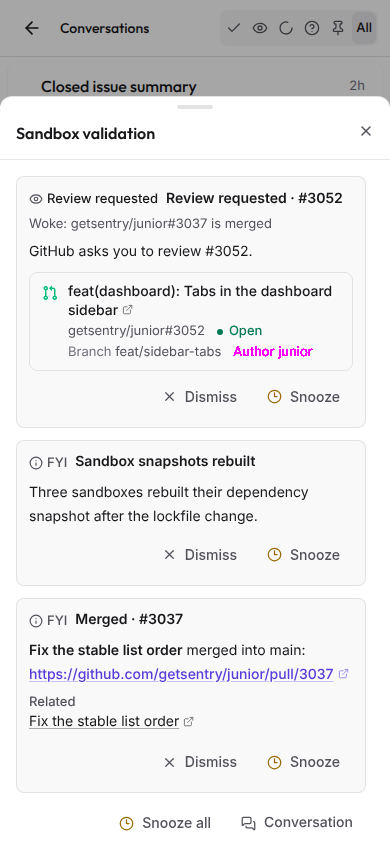 Conversations
All
Closed issue summary 2h
Sandbox validation
Review requested Review requested · #3052
Woke: getsentry/junior#3037 is merged
GitHub asks you to review #3052.
feat(dashboard): Tabs in the dashboard
sidebar
getsentry/junior#3052 Open
Branch feat/sidebar-tabs Author junior
Dismiss Snooze
FYI Sandbox snapshots rebuilt
Three sandboxes rebuilt their dependency
snapshot after the lockfile change.
Dismiss Snooze
FYI Merged · #3037
Fix the stable list order merged into main:
https://github.com/getsentry/junior/pull/3037
Related
Fix the stable list order
Dismiss Snooze
Snooze all Conversation